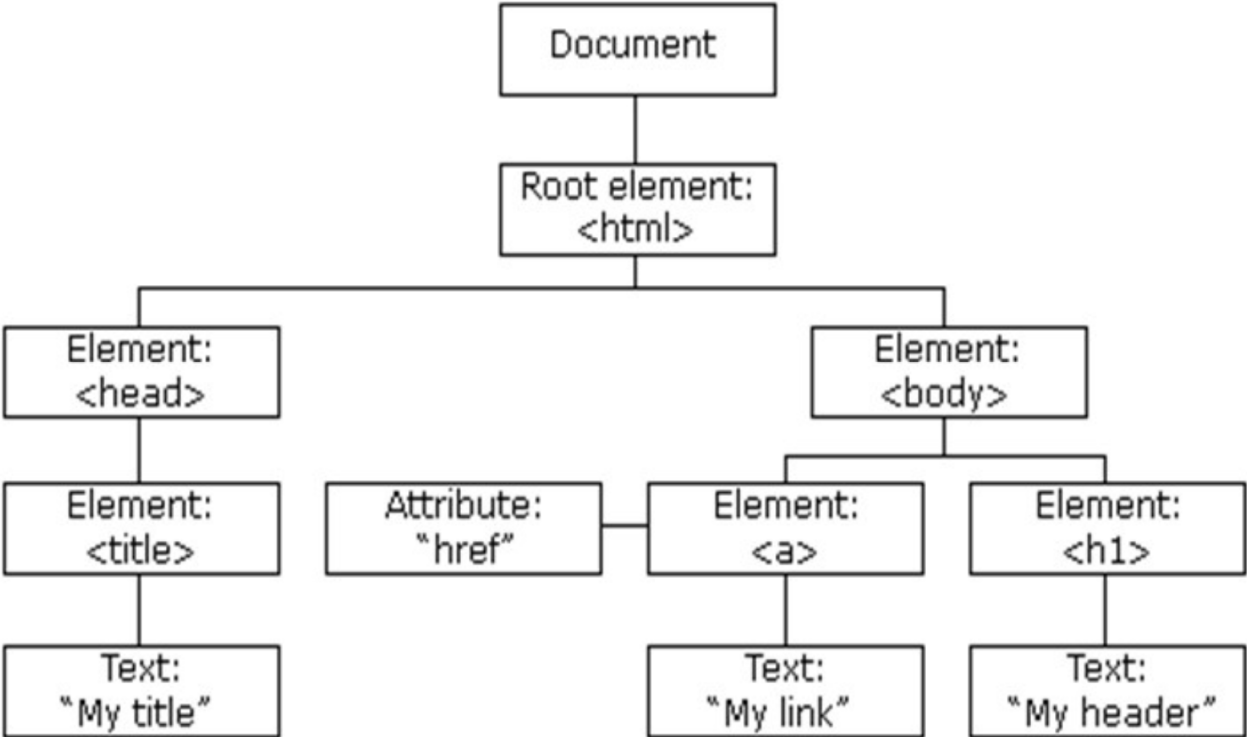 Document
Root element:
<html>
Element:
<head>
Element:
<body>
Element:
<title>
Attribute:
“href”
Element:
<a>
Element:
<h1>
Text:
“My title”
Text:
“My link”
Text:
“My header”